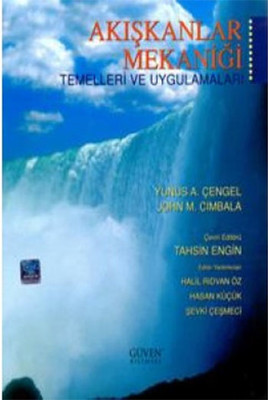 AKIŞKANLAR
MEKANİĞİ
TEMELLERİ VE UYGULAMALARI
YUNUS A. ÇENGEL
JOHN M. CIMBALA
Çeviri Editörü
TAHSİN ENGİN
Editör Yardımcıları
HALİL RIDVAN ÖZ
HASAN KÜÇÜK
ŞEVKİ ÇEŞMECİ
GÜVEN